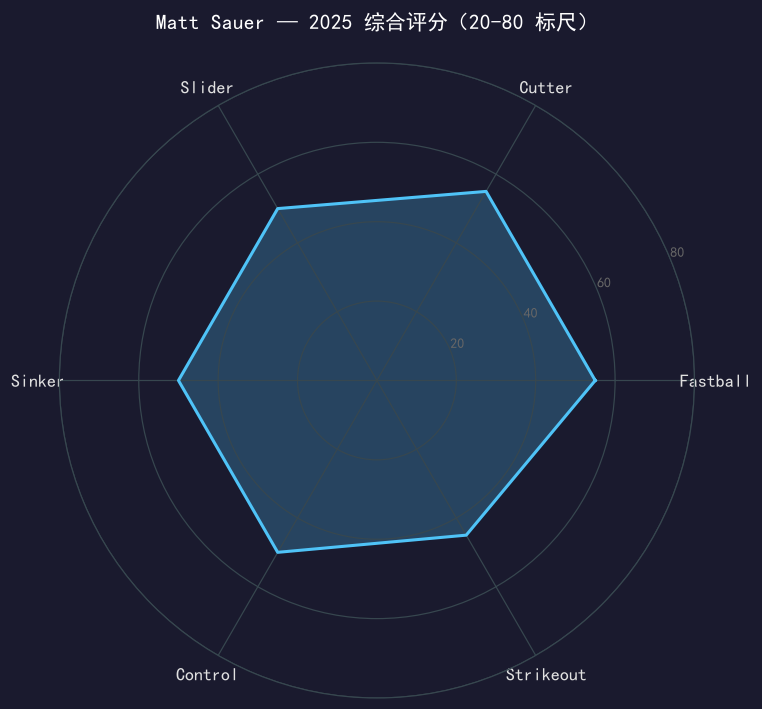 Matt Sauer — 2025 综合评分（20-80 标尺）
Slider
Cutter
80
60
40
20
Sinker
Fastball
Control
Strikeout